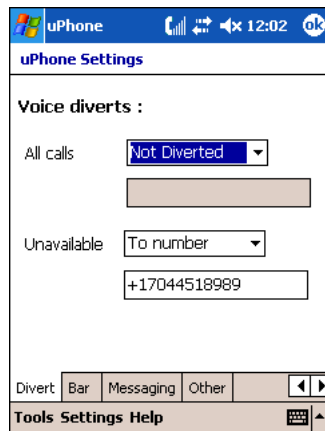 uPhone 12:02 ok
uPhone Settings
Voice diverts :
All calls Not Diverted
Unavailable To number
+17044518989
Divert Bar Messaging Other
Tools Settings Help